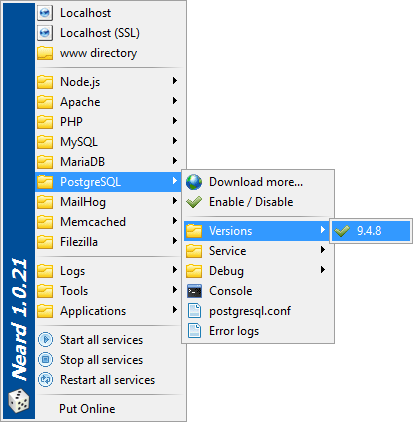 Localhost
Localhost (SSL)
www directory
Node.js
Apache
PHP
MySQL
MariaDB
PostgreSQL
MailHog
Memcached
Filezilla
Logs
Tools
Applications
Start all services
Stop all services
Restart all services
Put Online
Neard 1.0.21
Download more...
Enable / Disable
Versions
Service
Debug
Console
postgresql.conf
Error logs
9.4.8